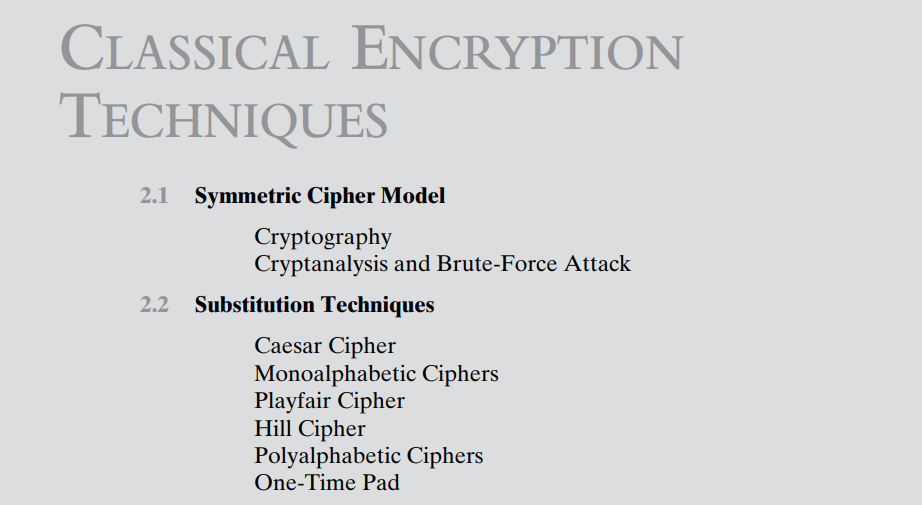 CLASSICAL ENCRYPTION
TECHNIQUES
2.1 Symmetric Cipher Model
Cryptography
Cryptanalysis and Brute-Force Attack
2.2 Substitution Techniques
Caesar Cipher
Monoalphabetic Ciphers
Playfair Cipher
Hill Cipher
Polyalphabetic Ciphers
One-Time Pad